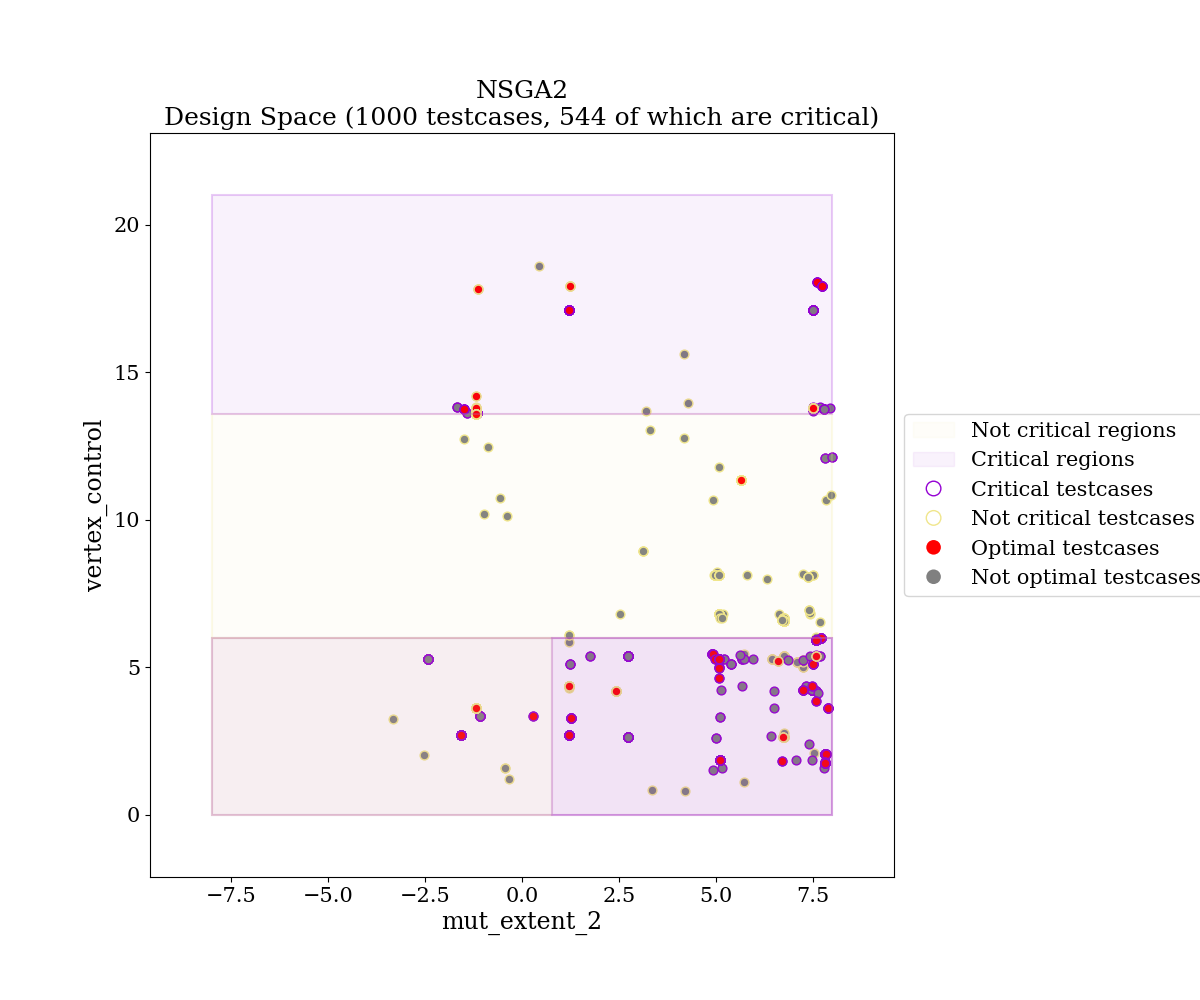 NSGA2
Design Space (1000 testcases, 544 of which are critical)
vertex_control
20
15
10
5
0
−7.5
−5.0
−2.5
0.0
2.5
5.0
7.5
mut_extent_2
Not critical regions
Critical regions
Critical testcases
Not critical testcases
Optimal testcases
Not optimal testcases